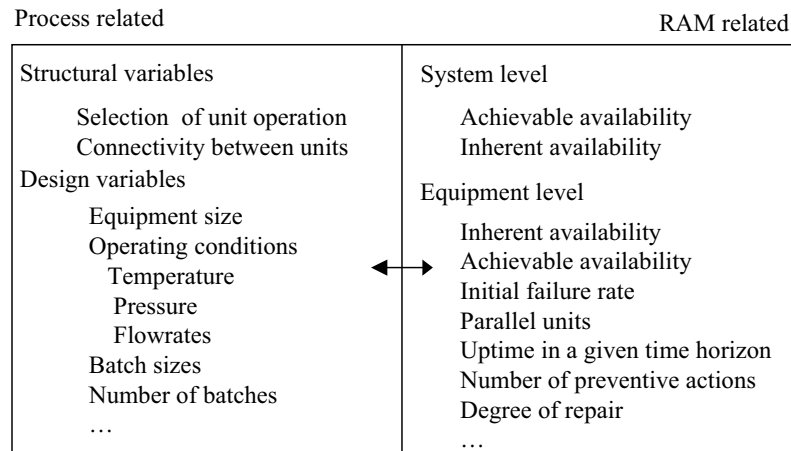 Process related
RAM related
Structural variables
Selection of unit operation
Connectivity between units
Design variables
Equipment size
Operating conditions
Temperature
Pressure
Flowrates
Batch sizes
Number of batches
…
System level
Achievable availability
Inherent availability
Equipment level
Inherent availability
Achievable availability
Initial failure rate
Parallel units
Uptime in a given time horizon
Number of preventive actions
Degree of repair
…